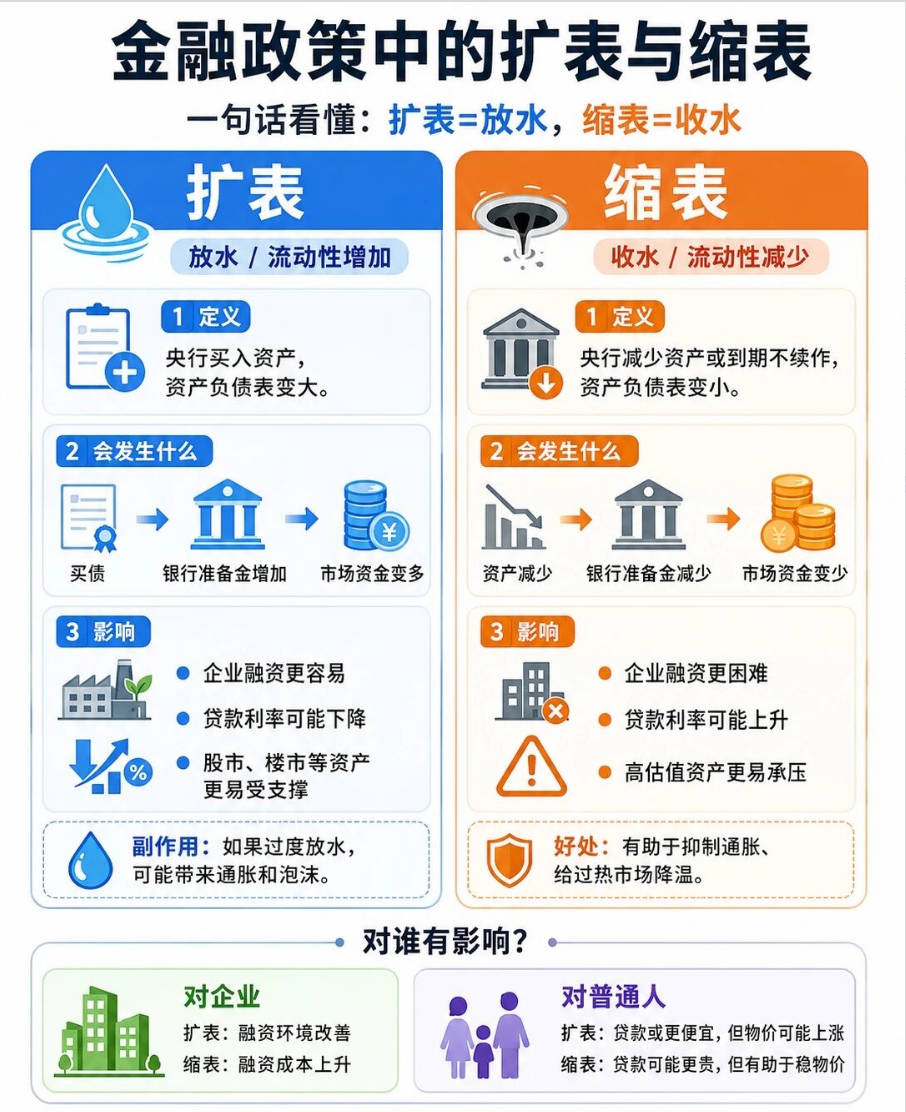 金融政策中的扩表与缩表
一句话看懂：扩表=放水，缩表=收水
扩表
放水 / 流动性增加
1 定义
央行买入资产，
资产负债表变大。
2 会发生什么
买债
银行准备金增加
市场资金变多
3 影响
企业融资更容易
贷款利率可能下降
股市、楼市等资产
更易受支撑
副作用：如果过度放水，
可能带来通胀和泡沫。
缩表
收水 / 流动性减少
1 定义
央行减少资产或到期不续作，
资产负债表变小。
2 会发生什么
资产减少
银行准备金减少
市场资金变少
3 影响
企业融资更困难
贷款利率可能上升
高估值资产更易承压
好处：有助于抑制通胀、
给过热市场降温。
对谁有影响？
对企业
扩表：融资环境改善
缩表：融资成本上升
对普通人
扩表：贷款或更便宜，但物价可能上涨
缩表：贷款可能更贵，但有助于稳物价